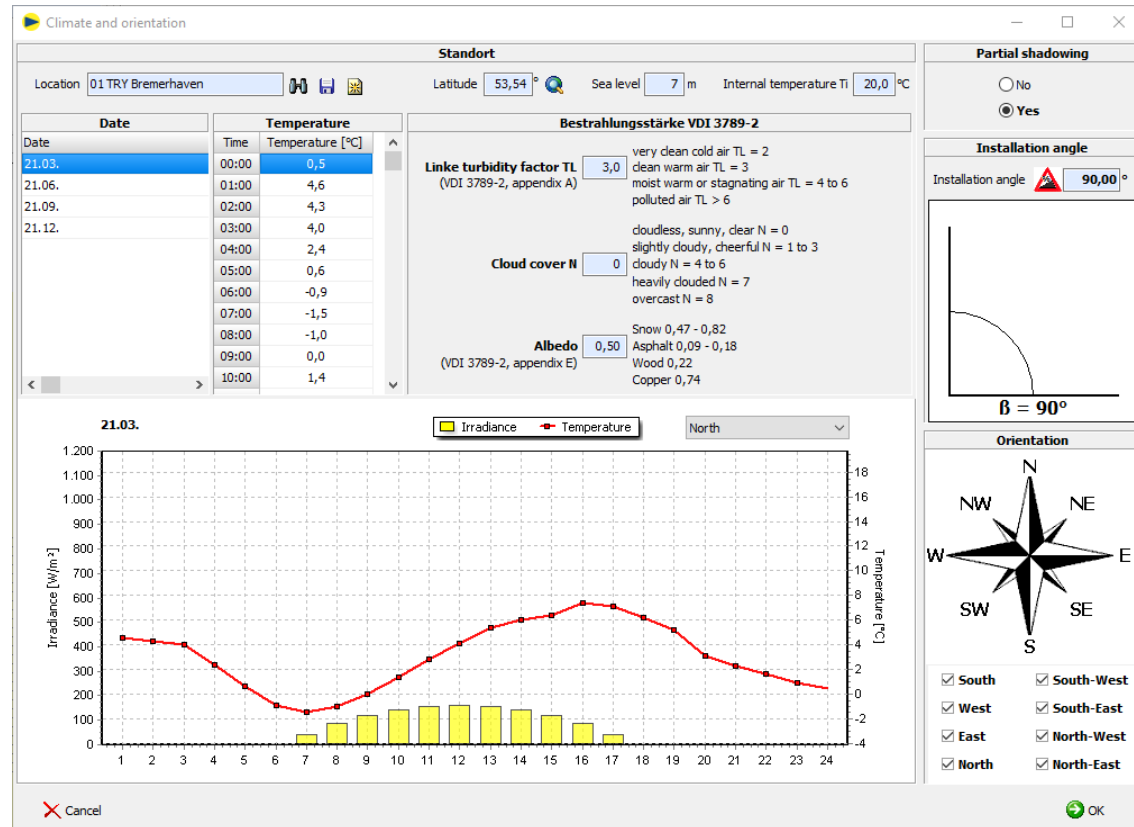 Climate and orientation
Standort
Location 01 TRY Bremerhaven Latitude 53,54 ° Sea level 7 m Internal temperature Ti 20,0 ºC
Date
Date
21.03.
21.06.
21.09.
21.12.
Temperature
Time Temperature [ºC]
00:00 0,5
01:00 4,6
02:00 4,3
03:00 4,0
04:00 2,4
05:00 0,6
06:00 -0,9
07:00 -1,5
08:00 -1,0
09:00 0,0
10:00 1,4
Bestrahlungsstärke VDI 3789-2
Linke turbidity factor TL 3,0
(VDI 3789-2, appendix A)
very clean cold air TL = 2
clean warm air TL = 3
moist warm or stagnating air TL = 4 to 6
polluted air TL > 6
Cloud cover N 0
cloudless, sunny, clear N = 0
slightly cloudy, cheerful N = 1 to 3
cloudy N = 4 to 6
heavily clouded N = 7
overcast N = 8
Albedo 0,50
(VDI 3789-2, appendix E)
Snow 0,47 - 0,82
Asphalt 0,09 - 0,18
Wood 0,22
Copper 0,74
Partial shadowing
No
Yes
Installation angle
Installation angle 90,00 °
ß = 90°
Orientation
N
NW NE
W E
SW SE
S
South South-West
West South-East
East North-West
North North-East
21.03.
Irradiance Temperature
North
Irradiance [W/m²]
1.200
1.100
1.000
900
800
700
600
500
400
300
200
100
0
Temperature [ºC]
18
16
14
12
10
8
6
4
2
0
-2
-4
1 2 3 4 5 6 7 8 9 10 11 12 13 14 15 16 17 18 19 20 21 22 23 24
Cancel
OK